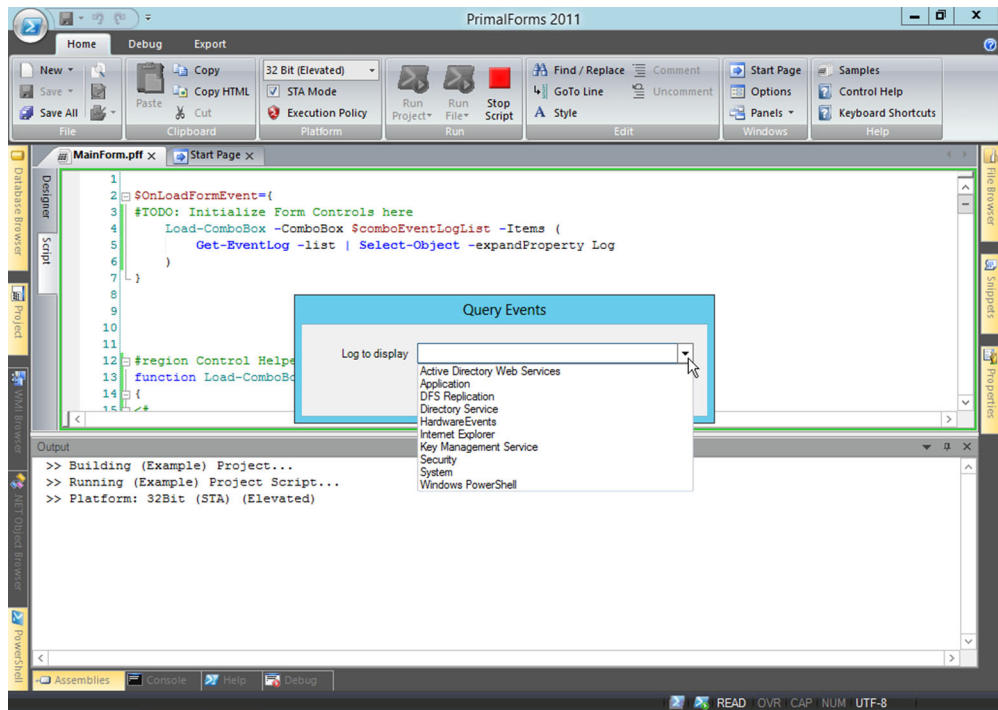 PrimalForms 2011
Home Debug Export
New Copy 32 Bit (Elevated) Find / Replace Comment Start Page Samples
Save Copy HTML STA Mode GoTo Line Uncomment Options Control Help
Save All Paste Cut Execution Policy Run Project Run File Stop Script Style Panels Keyboard Shortcuts
File Clipboard Platform Run Edit Windows Help
MainForm.pff x Start Page x
Database Browser
Project
WMI Browser
.NET Object Browser
PowerShell
Designer
Script
1
2 $OnLoadFormEvent={
3 #TODO: Initialize Form Controls here
4 Load-ComboBox -ComboBox $comboEventLogList -Items (
5 Get-EventLog -list | Select-Object -expandProperty Log
6 )
7 }
8
9
10
11
12 #region Control Helpe
13 function Load-ComboBo
14 {
15 <#
Query Events
Log to display
Active Directory Web Services
Application
DFS Replication
Directory Service
HardwareEvents
Internet Explorer
Key Management Service
Security
System
Windows PowerShell
File Browser
Snippets
Properties
Output
>> Building (Example) Project...
>> Running (Example) Project Script...
>> Platform: 32Bit (STA) (Elevated)
Assemblies Console Help Debug
READ OVR CAP NUM UTF-8